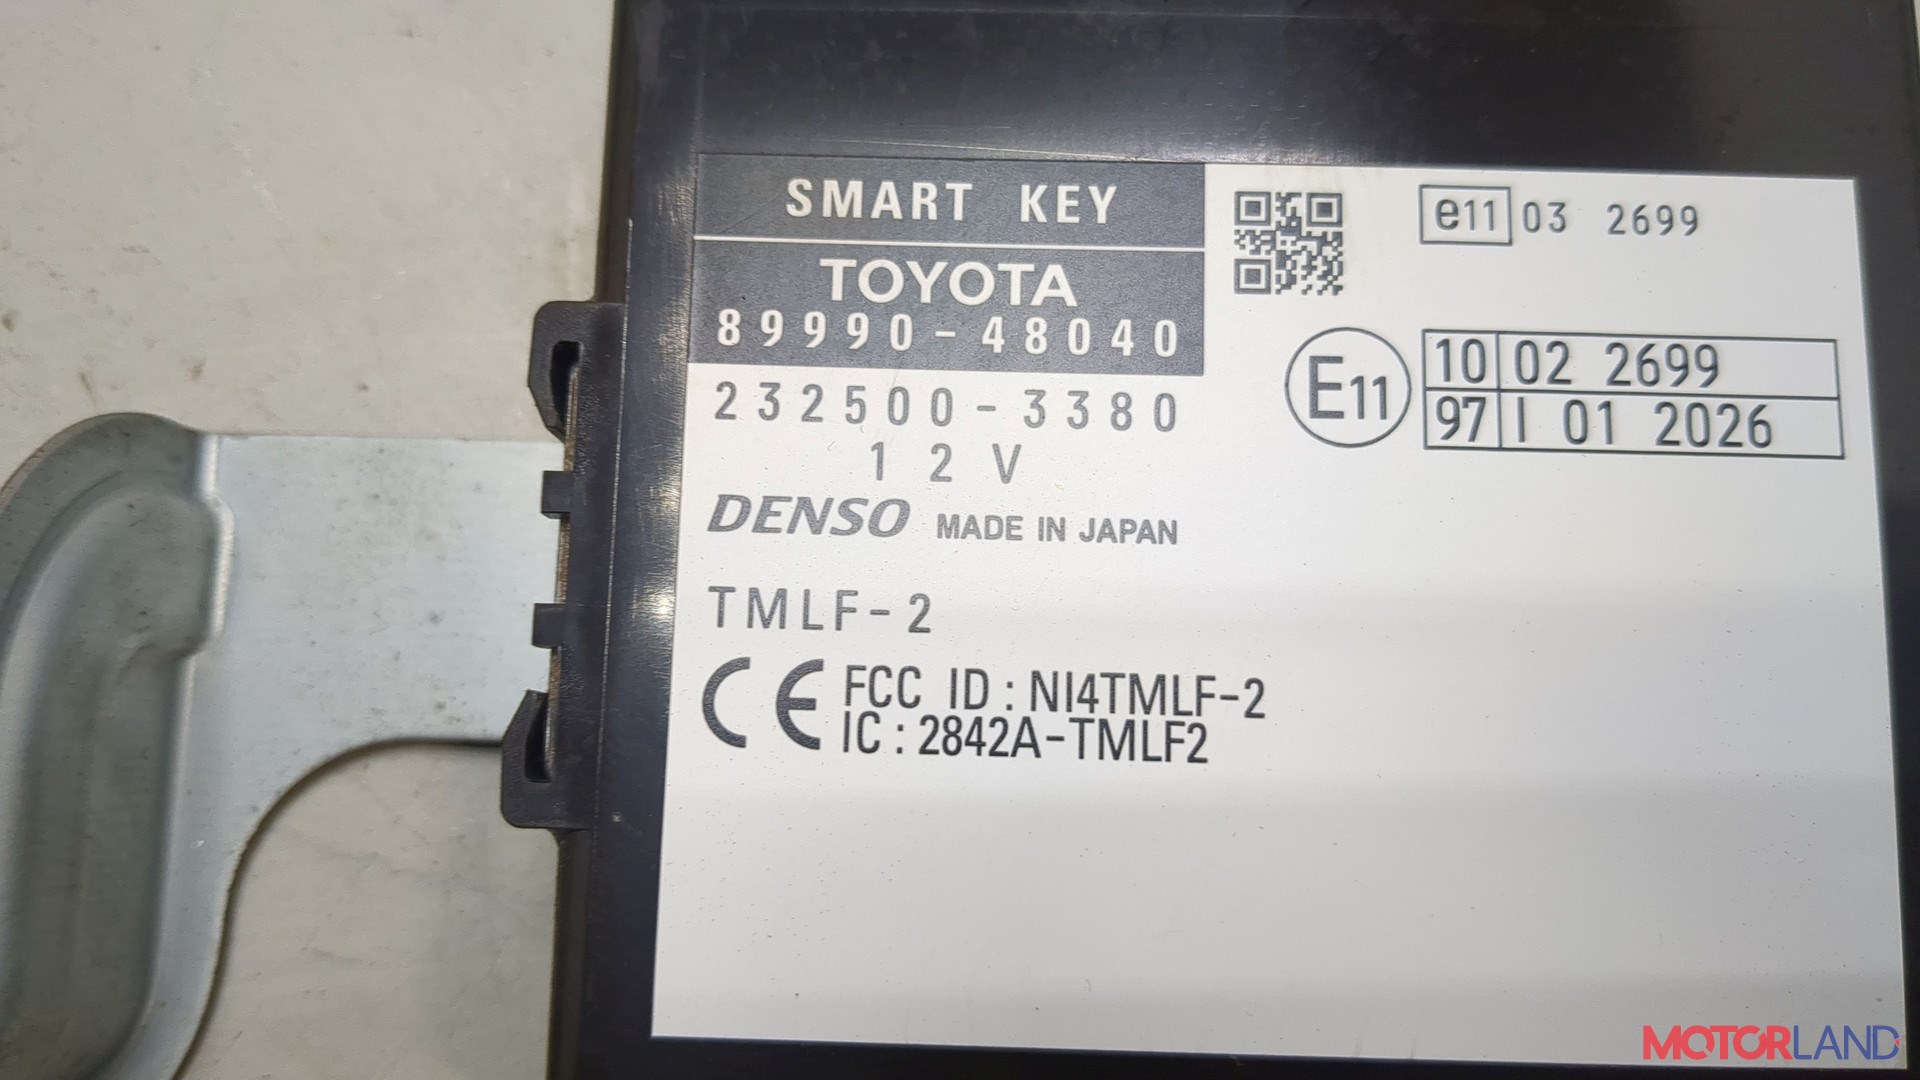 SMART KEY
TOYOTA
89990-48040
232500-3380
12V
DENSO MADE IN JAPAN
TMLF-2
CE FCC ID : NI4TMLF-2
IC : 2842A-TMLF2
e11 03 2699
E11 10 02 2699
97 I 01 2026
MOTORLAND